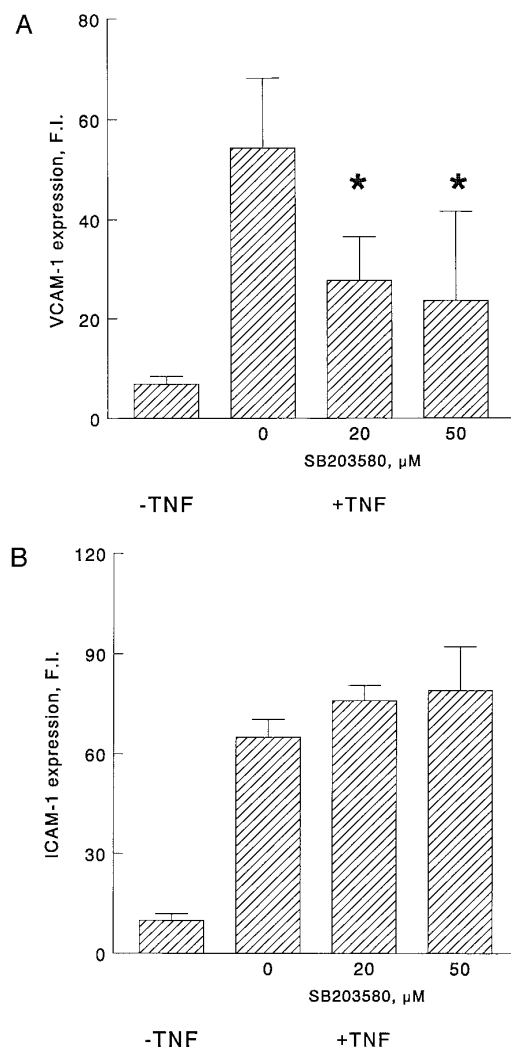 A
VCAM-1 expression, F.I.
80
60
40
20
0
*
*
0 20 50
SB203580, µM
-TNF +TNF
B
ICAM-1 expression, F.I.
120
90
60
30
0
0 20 50
SB203580, µM
-TNF +TNF